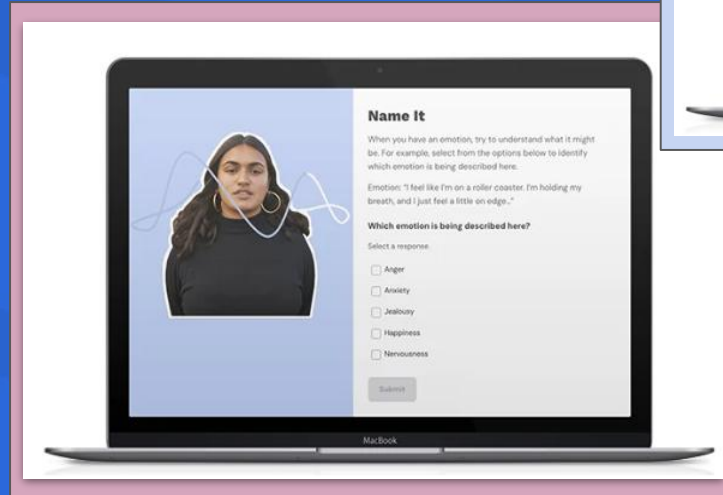 Name It
When you have an emotion, try to understand what it might
be. For example, select from the options below to identify
which emotion is being described here.
Emotion: "I feel like I'm on a roller coaster. I'm holding my
breath, and I just feel a little on edge.."
Which emotion is being described here?
Select a response.
Anger
Anxiety
Jealousy
Happiness
Nervousness
Submit
MacBook